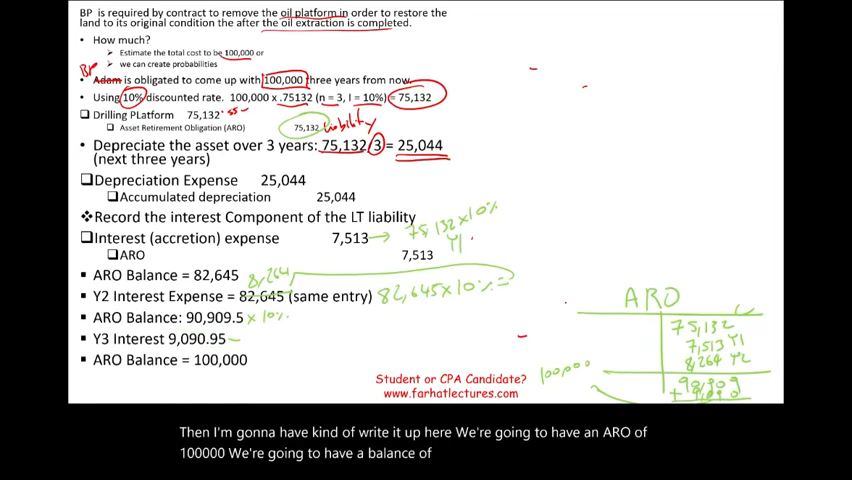 BP is required by contract to remove the oil platform in order to restore the
land to its original condition the after the oil extraction is completed.
• How much?
➢ Estimate the total cost to be 100,000 or
➢ we can create probabilities
BP
• Adam is obligated to come up with 100,000 three years from now.
• Using 10% discounted rate. 100,000 x .75132 (n = 3, I = 10%) = 75,132
❑ Drilling PLatform 75,132
❑ Asset Retirement Obligation (ARO) 75,132 Liability
• Depreciate the asset over 3 years: 75,132/3 = 25,044
(next three years)
❑Depreciation Expense 25,044
❑Accumulated depreciation 25,044
❖Record the interest Component of the LT liability
❑Interest (accretion) expense 7,513 → 75,132 x 10%
Y1
❑ARO 7,513
▪ ARO Balance = 82,645
8,264
▪ Y2 Interest Expense = 82,645 (same entry) 82,645 x 10% =
▪ ARO Balance: 90,909.5 x 10%
▪ Y3 Interest 9,090.95
▪ ARO Balance = 100,000
ARO
75,132
7,513 Y1
8,264 Y2
100,000
Student or CPA Candidate?
www.farhatlectures.com
Then I'm gonna have kind of write it up here We're going to have an ARO of
100000 We're going to have a balance of